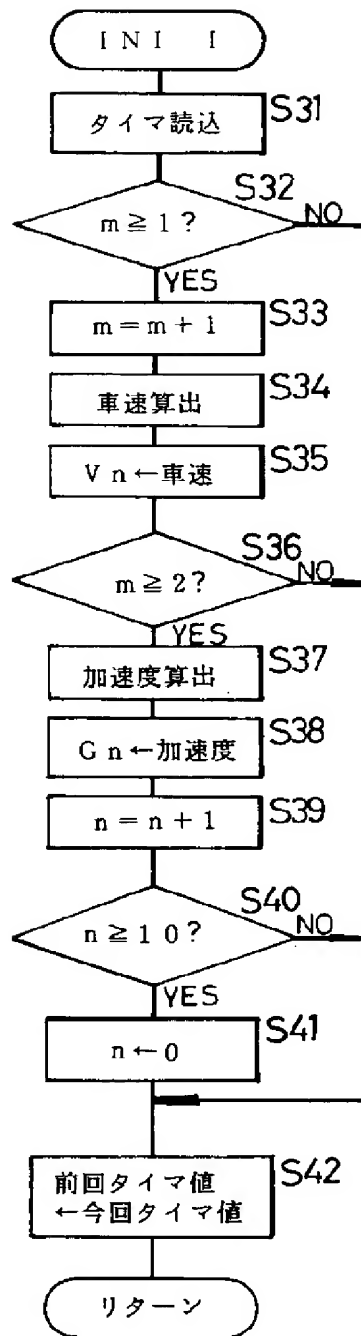 INI I
タイマ読込 S31
S32
m≧1? NO
YES
m=m+1 S33
車速算出 S34
Vn←車速 S35
S36
m≧2? NO
YES
加速度算出 S37
Gn←加速度 S38
n=n+1 S39
S40
n≧10? NO
YES
n←0 S41
前回タイマ値 S42
←今回タイマ値
リターン